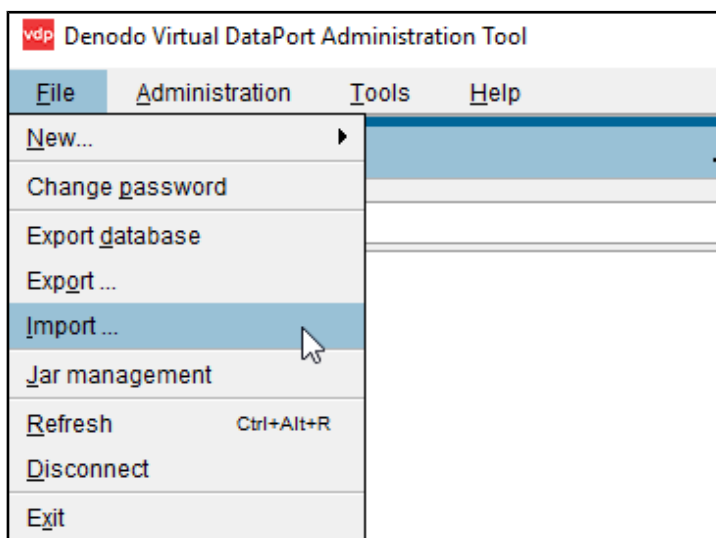 vdp Denodo Virtual DataPort Administration Tool
File Administration Tools Help
New...
Change password
Export database
Export ...
Import ...
Jar management
Refresh Ctrl+Alt+R
Disconnect
Exit